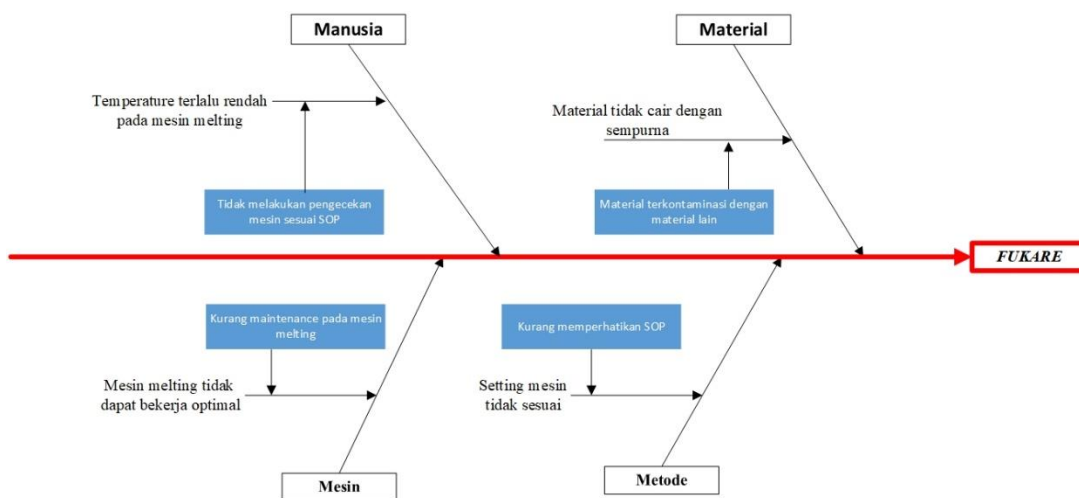 Manusia
Material
Temperature terlalu rendah
pada mesin melting
Material tidak cair dengan
sempurna
Tidak melakukan pengecekan
mesin sesuai SOP
Material terkontaminasi dengan
material lain
FUKARE
Kurang maintenance pada mesin
melting
Kurang memperhatikan SOP
Mesin melting tidak
dapat bekerja optimal
Setting mesin
tidak sesuai
Mesin
Metode